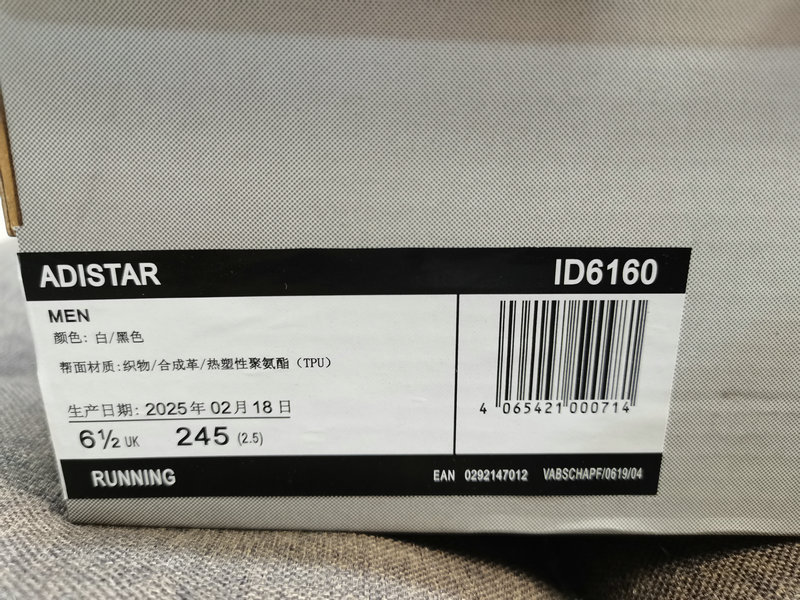 ADISTAR
ID6160
MEN
颜色: 白/黑色
帮面材质:织物/合成革/热塑性聚氨酯（TPU）
生产日期: 2025年 02月 18日
6½ UK 245 (2.5)
4 065421 000714
RUNNING
EAN 0292147012 VABSCHAPF/0619/04